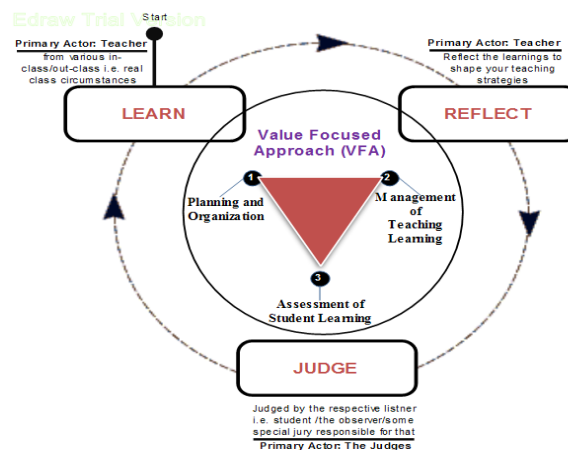 Edraw Trial Version
Start
Primary Actor: Teacher
from various in-
class/out-class i.e. real
class circumstances
LEARN
Primary Actor: Teacher
Reflect the learnings to
shape your teaching
strategies
REFLECT
Value Focused
Approach (VFA)
1
Planning and
Organization
2
Management
of
Teaching
Learning
3
Assessment of
Student Learning
JUDGE
Judged by the respective listner
i.e. student /the observer/some
special jury responsible for that
Primary Actor: The Judges